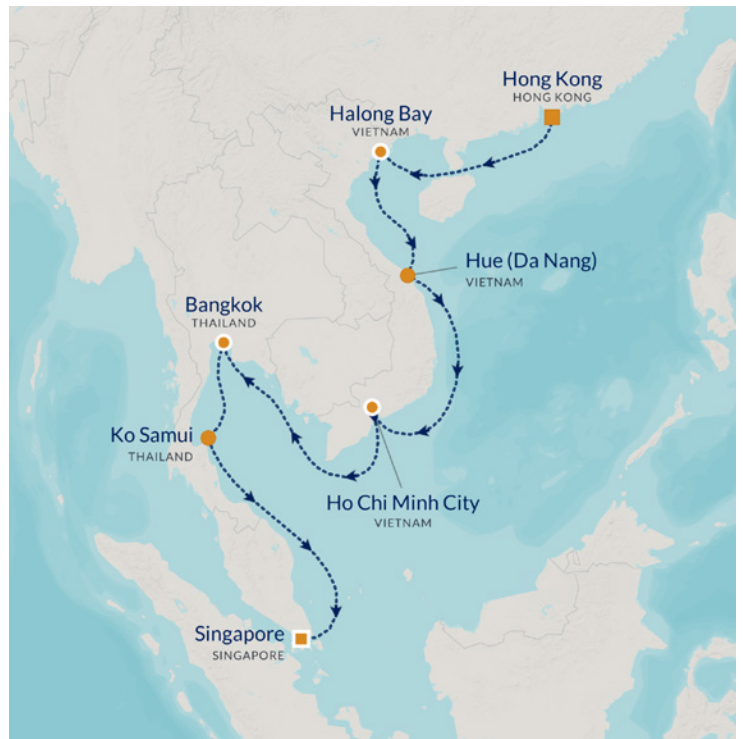 Hong Kong
HONG KONG
Halong Bay
VIETNAM
Hue (Da Nang)
VIETNAM
Bangkok
THAILAND
Ko Samui
THAILAND
Ho Chi Minh City
VIETNAM
Singapore
SINGAPORE